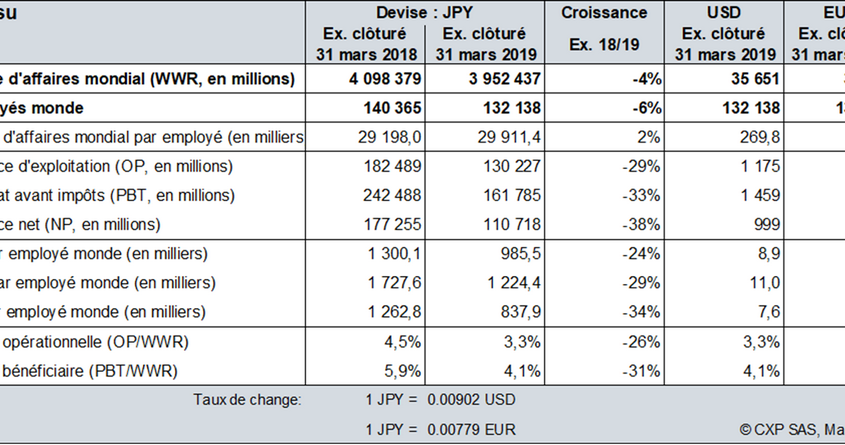 su Devise : JPY Croissance USD EU
Ex. clôturé Ex. clôturé Ex. 18/19 Ex. clôturé Ex. clô
31 mars 2018 31 mars 2019 31 mars 2019 31 mars
e d'affaires mondial (WWR, en millions) 4 098 379 3 952 437 -4% 35 651
yés monde 140 365 132 138 -6% 132 138 1
d'affaires mondial par employé (en milliers 29 198,0 29 911,4 2% 269,8
ce d'exploitation (OP, en millions) 182 489 130 227 -29% 1 175
at avant impôts (PBT, en millions) 242 488 161 785 -33% 1 459
ce net (NP, en millions) 177 255 110 718 -38% 999
r employé monde (en milliers) 1 300,1 985,5 -24% 8,9
ar employé monde (en milliers) 1 727,6 1 224,4 -29% 11,0
employé monde (en milliers) 1 262,8 837,9 -34% 7,6
opérationnelle (OP/WWR) 4,5% 3,3% -26% 3,3%
bénéficiaire (PBT/WWR) 5,9% 4,1% -31% 4,1%
Taux de change: 1 JPY = 0.00902 USD
1 JPY = 0.00779 EUR © CXP SAS, Ma